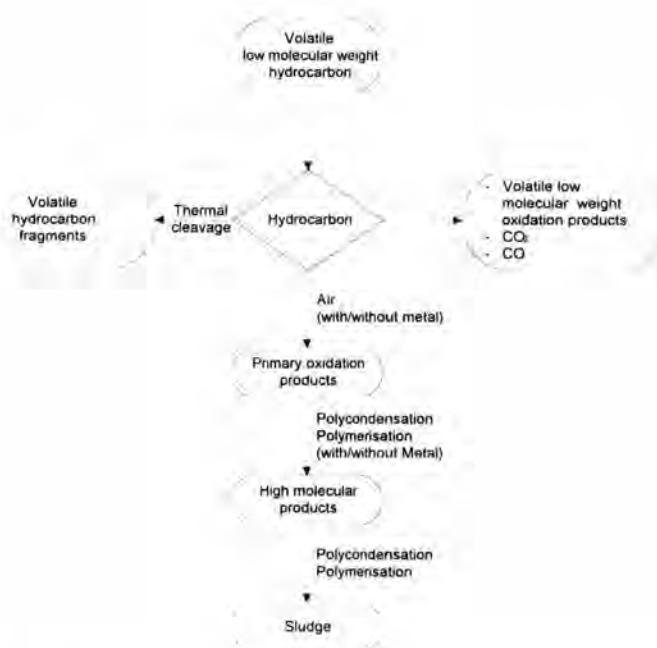 Volatile
low molecular weight
hydrocarbon
Volatile
hydrocarbon
fragments
Thermal
cleavage
Hydrocarbon
- Volatile low
molecular weight
oxidation products
- CO₂
- CO
Air
(with/without metal)
Primary oxidation
products
Polycondensation
Polymerisation
(with/without Metal)
High molecular
products
Polycondensation
Polymerisation
Sludge